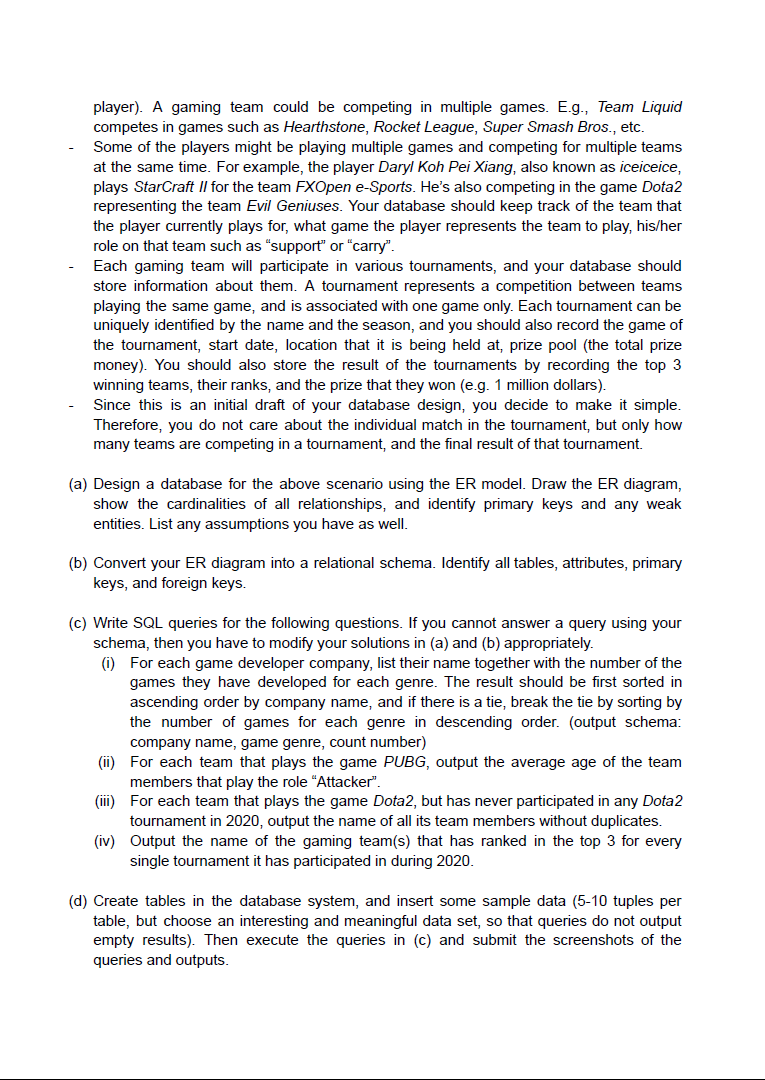 player). A gaming team could be competing in multiple games. E.g., Team Liquid
competes in games such as Hearthstone, Rocket League, Super Smash Bros., etc.
- Some of the players might be playing multiple games and competing for multiple teams
at the same time. For example, the player Daryl Koh Pei Xiang, also known as iceiceice,
plays StarCraft II for the team FXOpen e-Sports. He's also competing in the game Dota2
representing the team Evil Geniuses. Your database should keep track of the team that
the player currently plays for, what game the player represents the team to play, his/her
role on that team such as “support” or “carry”.
- Each gaming team will participate in various tournaments, and your database should
store information about them. A tournament represents a competition between teams
playing the same game, and is associated with one game only. Each tournament can be
uniquely identified by the name and the season, and you should also record the game of
the tournament, start date, location that it is being held at, prize pool (the total prize
money). You should also store the result of the tournaments by recording the top 3
winning teams, their ranks, and the prize that they won (e.g. 1 million dollars).
- Since this is an initial draft of your database design, you decide to make it simple.
Therefore, you do not care about the individual match in the tournament, but only how
many teams are competing in a tournament, and the final result of that tournament.
(a) Design a database for the above scenario using the ER model. Draw the ER diagram,
show the cardinalities of all relationships, and identify primary keys and any weak
entities. List any assumptions you have as well.
(b) Convert your ER diagram into a relational schema. Identify all tables, attributes, primary
keys, and foreign keys.
(c) Write SQL queries for the following questions. If you cannot answer a query using your
schema, then you have to modify your solutions in (a) and (b) appropriately.
(i) For each game developer company, list their name together with the number of the
games they have developed for each genre. The result should be first sorted in
ascending order by company name, and if there is a tie, break the tie by sorting by
the number of games for each genre in descending order. (output schema:
company name, game genre, count number)
(ii) For each team that plays the game PUBG, output the average age of the team
members that play the role “Attacker”.
(iii) For each team that plays the game Dota2, but has never participated in any Dota2
tournament in 2020, output the name of all its team members without duplicates.
(iv) Output the name of the gaming team(s) that has ranked in the top 3 for every
single tournament it has participated in during 2020.
(d) Create tables in the database system, and insert some sample data (5-10 tuples per
table, but choose an interesting and meaningful data set, so that queries do not output
empty results). Then execute the queries in (c) and submit the screenshots of the
queries and outputs.